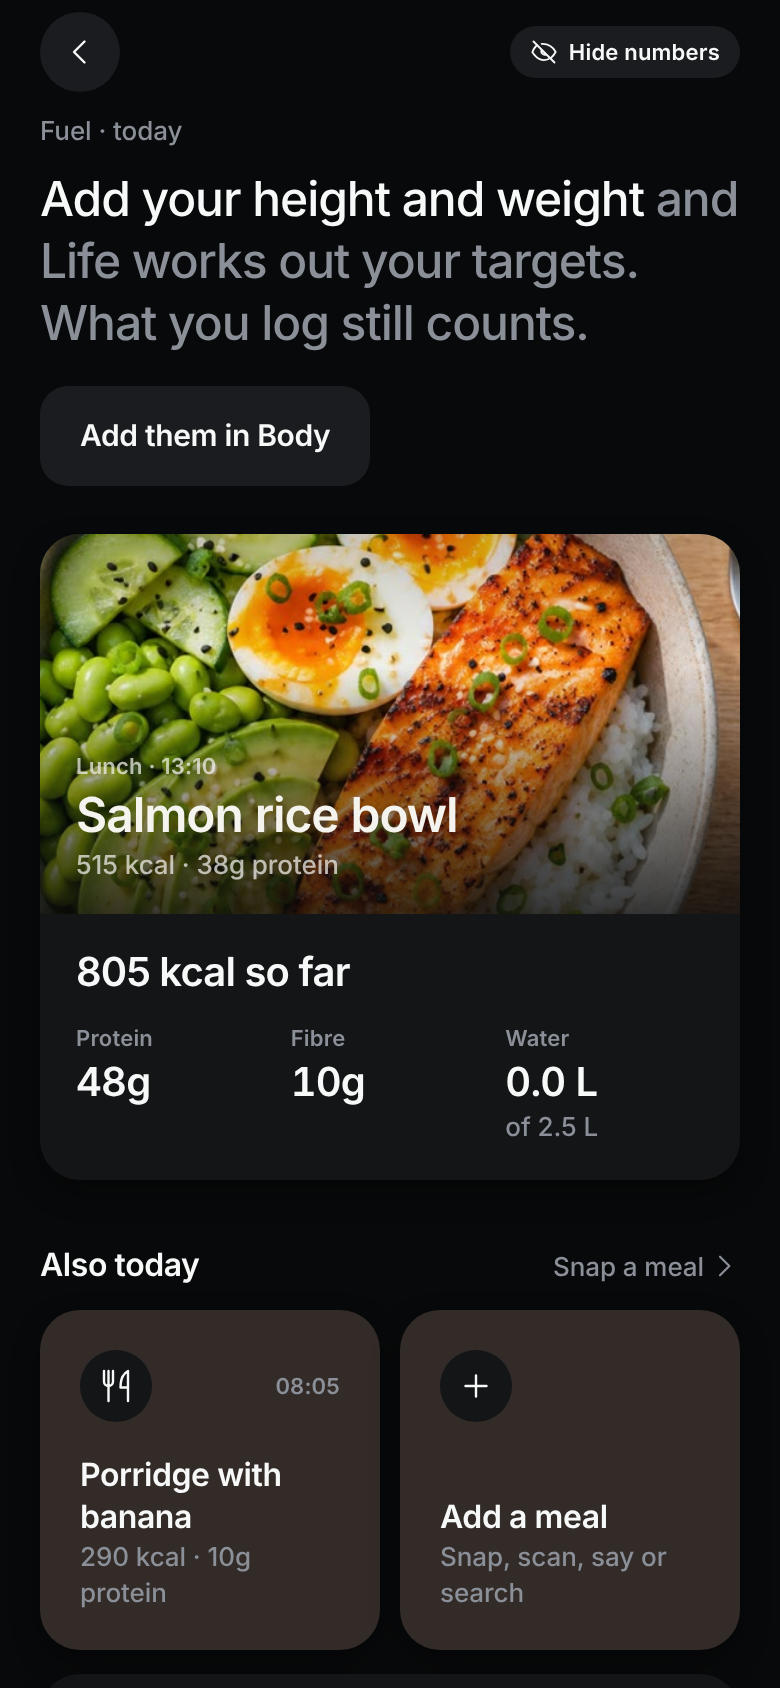 Hide numbers
Fuel · today
Add your height and weight and
Life works out your targets.
What you log still counts.
Add them in Body
Lunch · 13:10
Salmon rice bowl
515 kcal · 38g protein
805 kcal so far
Protein
48g
Fibre
10g
Water
0.0 L
of 2.5 L
Also today
Snap a meal
08:05
Porridge with
banana
290 kcal · 10g
protein
Add a meal
Snap, scan, say or
search